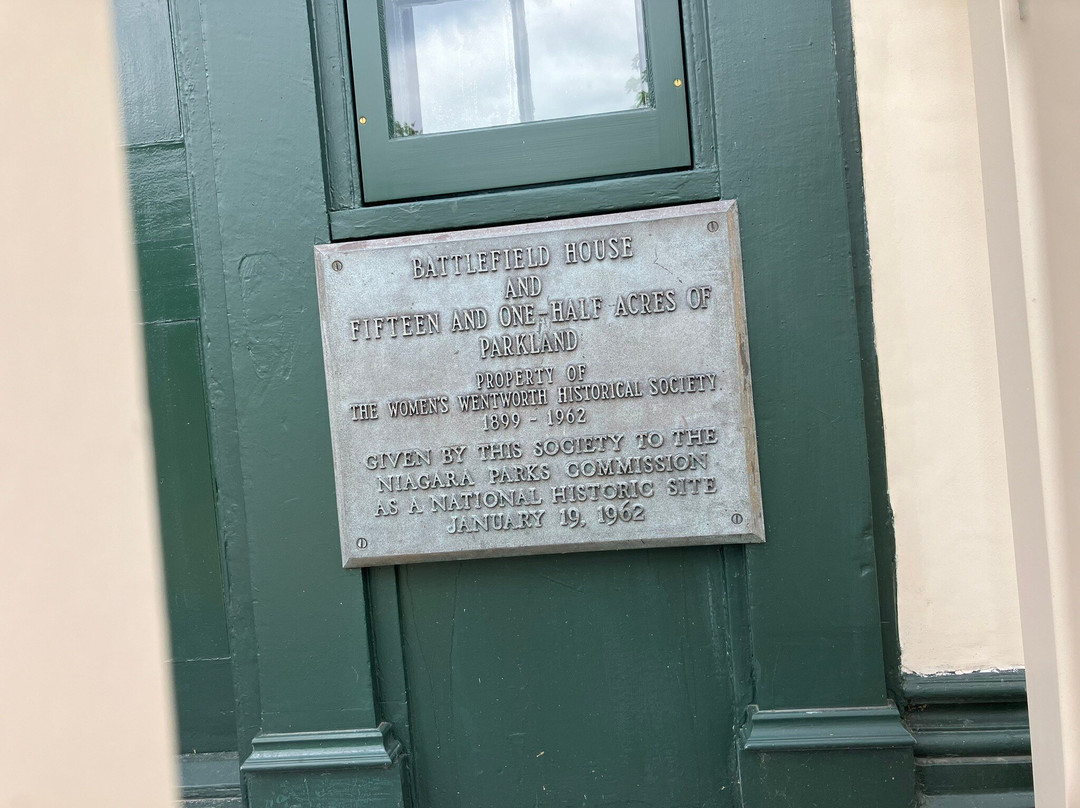 BATTLEFIELD HOUSE
AND
FIFTEEN AND ONE-HALF ACRES OF
PARKLAND
PROPERTY OF
THE WOMEN'S WENTWORTH HISTORICAL SOCIETY
1899 - 1962
GIVEN BY THIS SOCIETY TO THE
NIAGARA PARKS COMMISSION
AS A NATIONAL HISTORIC SITE
JANUARY 19, 1962